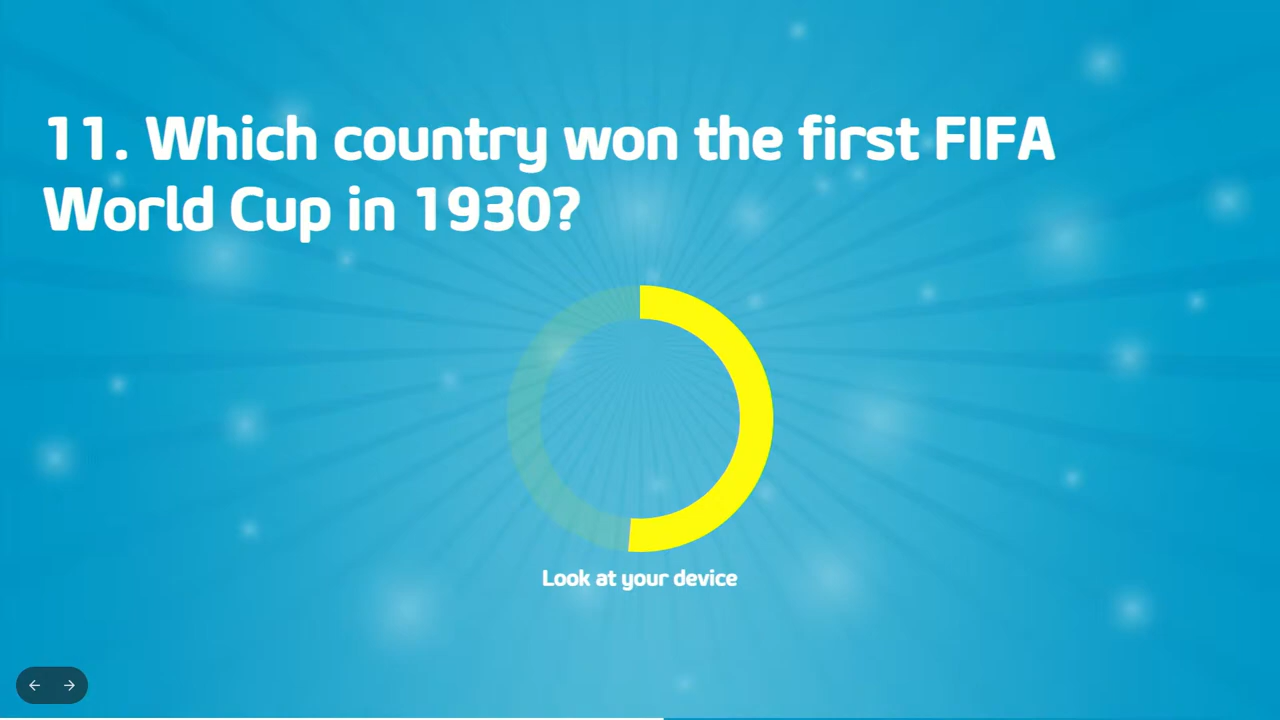 11. Which country won the first FIFA
World Cup in 1930?
Look at your device